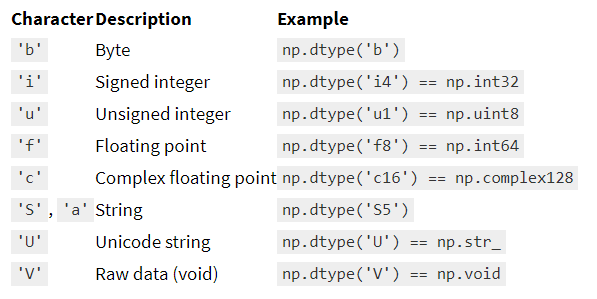 Character Description Example
'b' Byte np.dtype('b')
'i' Signed integer np.dtype('i4') == np.int32
'u' Unsigned integer np.dtype('u1') == np.uint8
'f' Floating point np.dtype('f8') == np.int64
'c' Complex floating point np.dtype('c16') == np.complex128
'S', 'a' String np.dtype('S5')
'U' Unicode string np.dtype('U') == np.str_
'V' Raw data (void) np.dtype('V') == np.void